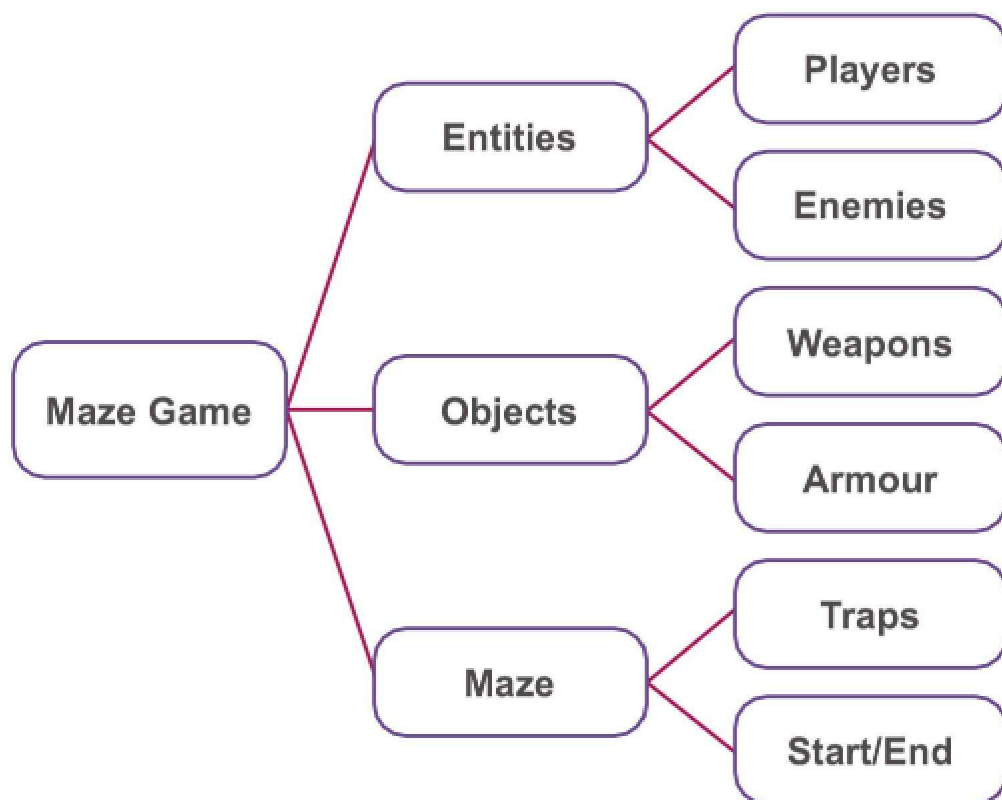 Maze Game
Entities
Players
Enemies
Objects
Weapons
Armour
Maze
Traps
Start/End